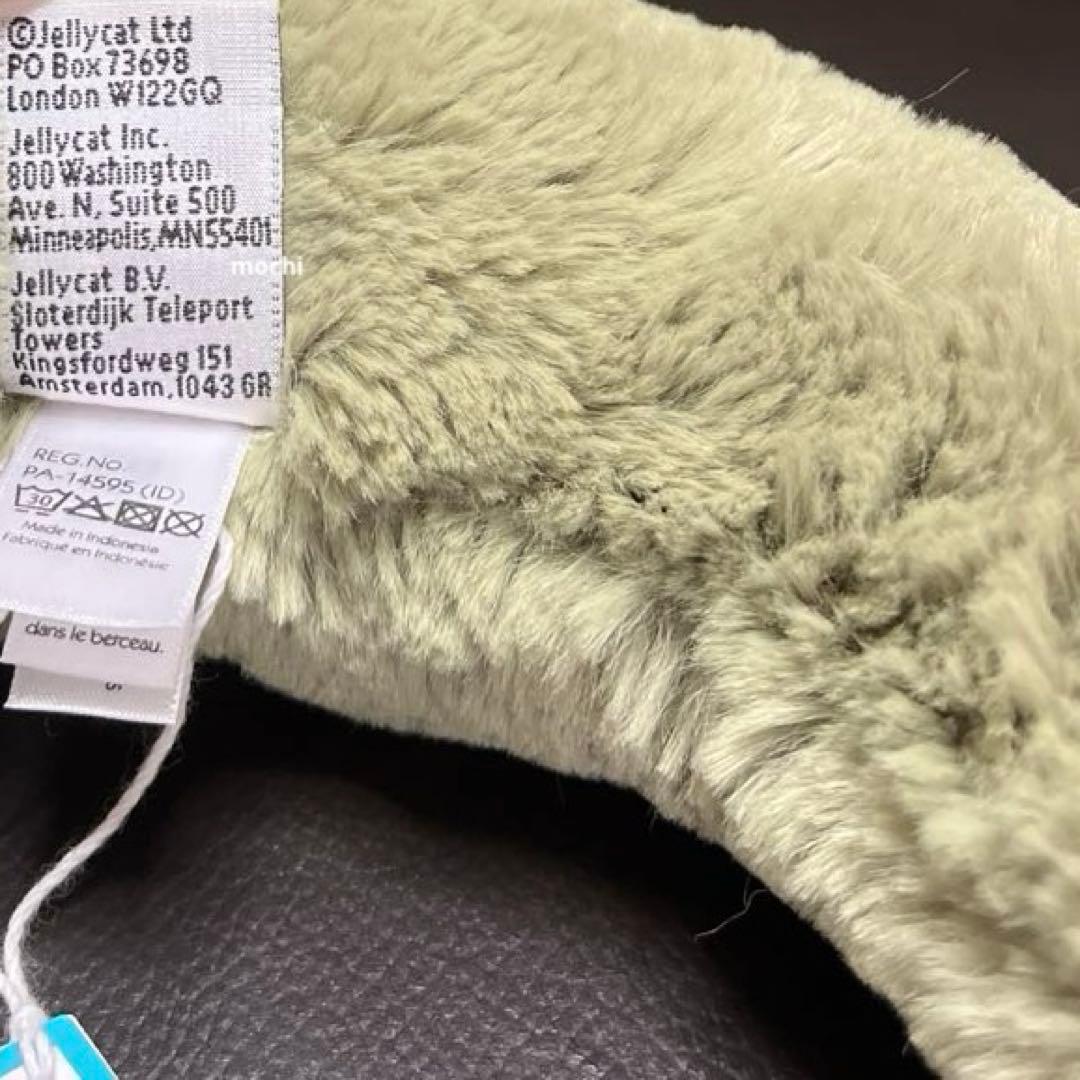 ©Jellycat Ltd
PO Box 73698
London W122GQ
Jellycat Inc.
800 Washington
Ave. N, Suite 500
Minneapolis,MN55401
mochi
Jellycat B.V.
Sloterdijk Teleport
Towers
Kingsfordweg 151
Amsterdam,1043 GR
REG.NO.
PA-14595 (ID)
30
Made in Indonesia
Fabriqué en Indonésie
dans le berceau.
S